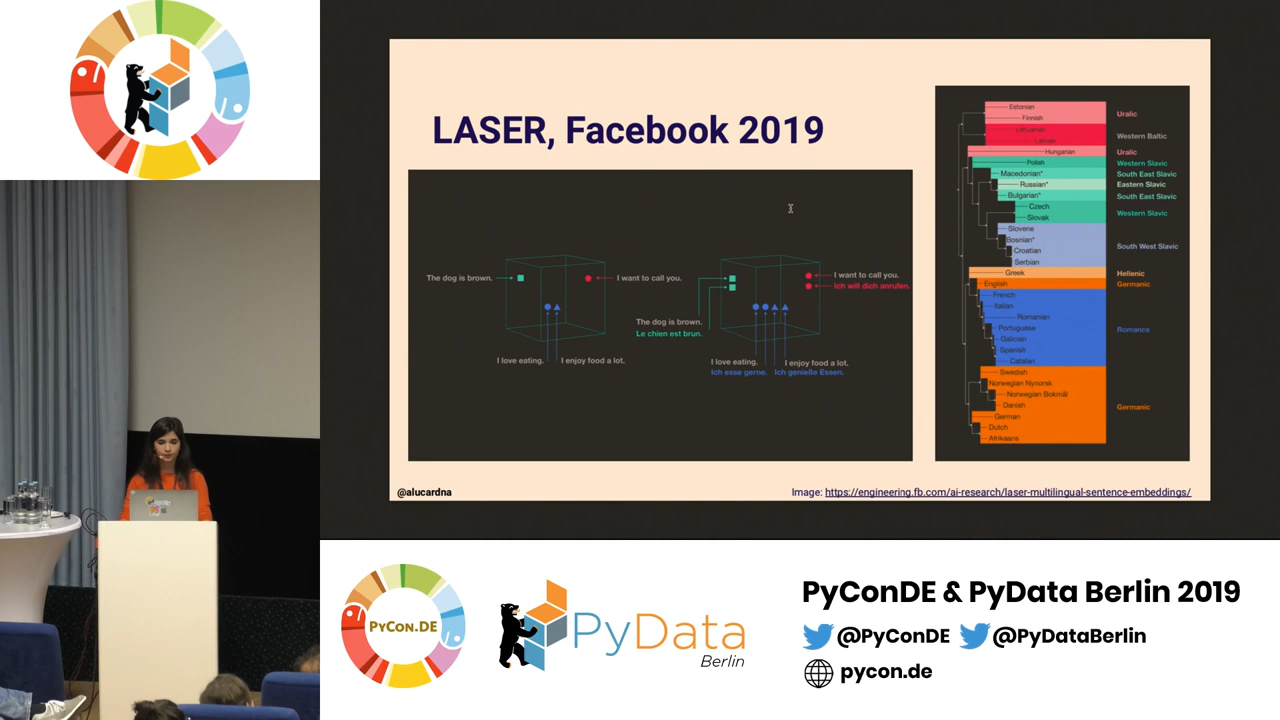 LASER, Facebook 2019
The dog is brown.
I want to call you.
I love eating.
I enjoy food a lot.
I want to call you.
Ich will dich anrufen.
The dog is brown.
Le chien est brun.
I love eating.
I enjoy food a lot.
Ich esse gerne.
Ich genieße Essen.
Estonian
Finnish
Uralic
Lithuanian
Latvian
Western Baltic
Hungarian
Uralic
Polish
Western Slavic
Macedonian*
South East Slavic
Russian*
Eastern Slavic
Bulgarian*
South East Slavic
Czech
Slovak
Western Slavic
Slovene
Bosnian*
Croatian
Serbian
South West Slavic
Greek
Hellenic
English
Germanic
French
Italian
Romanian
Portuguese
Galician
Spanish
Catalan
Romance
Swedish
Norwegian Nynorsk
Norwegian Bokmål
Danish
German
Dutch
Afrikaans
Germanic
@alucardna
Image: https://engineering.fb.com/ai-research/laser-multilingual-sentence-embeddings/
PYCON.DE
PyData
Berlin
PyConDE & PyData Berlin 2019
@PyConDE @PyDataBerlin
pycon.de